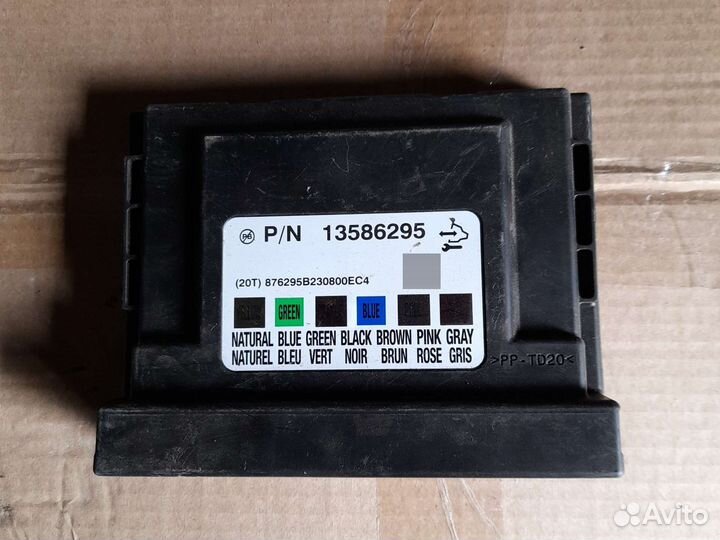 P/N 13586295
(20T) 876295B230800EC4
GREEN BLUE
NATURAL BLUE GREEN BLACK BROWN PINK GRAY
NATUREL BLEU VERT NOIR BRUN ROSE GRIS
>PP-TD20<
Avito